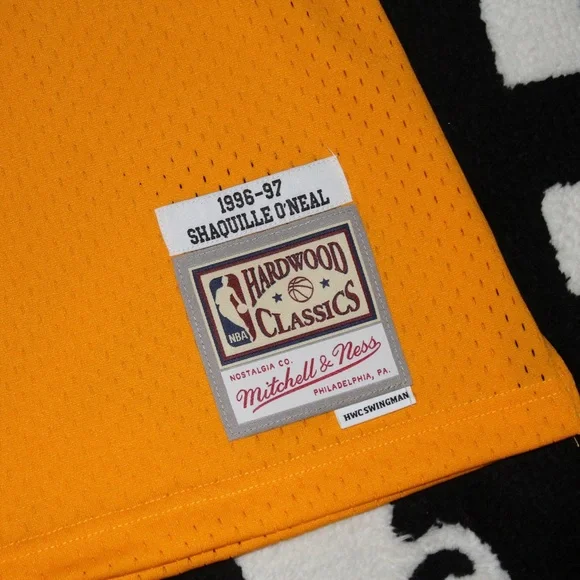 1996-97
SHAQUILLE O'NEAL
HARDWOOD
CLASSICS
NBA
NOSTALGIA CO.
Mitchell & Ness
PHILADELPHIA, PA.
HWCSWINGMAN